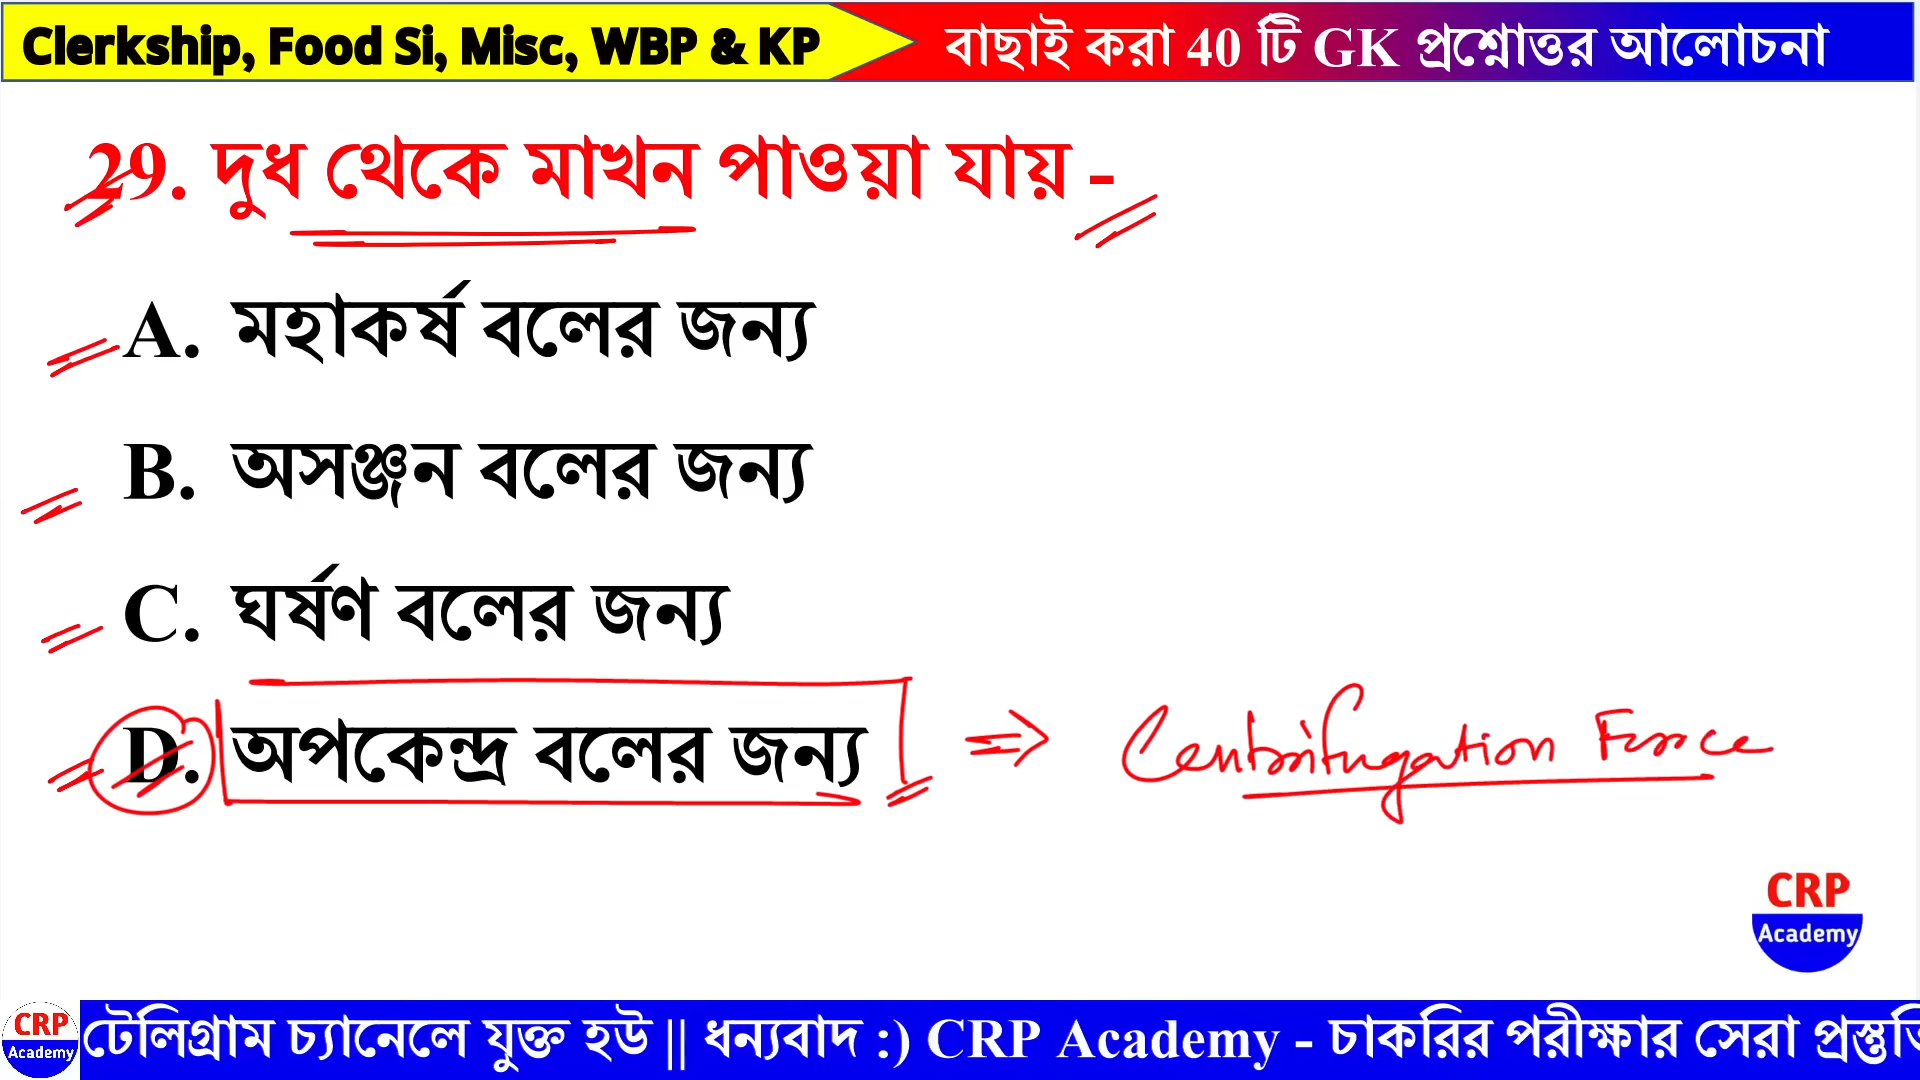 Clerkship, Food Si, Misc, WBP & KP
বাছাই করা 40 টি GK প্রশ্নোত্তর আলোচনা
29. দুধ থেকে মাখন পাওয়া যায় -
A. মহাকর্ষ বলের জন্য
B. অসঞ্জন বলের জন্য
C. ঘর্ষণ বলের জন্য
D. অপকেন্দ্র বলের জন্য ⇒ Centrifugation Force
CRP
Academy
CRP
Academy
টেলিগ্রাম চ্যানেলে যুক্ত হউ || ধন্যবাদ :) CRP Academy - চাকরির পরীক্ষার সেরা প্রস্তুতি